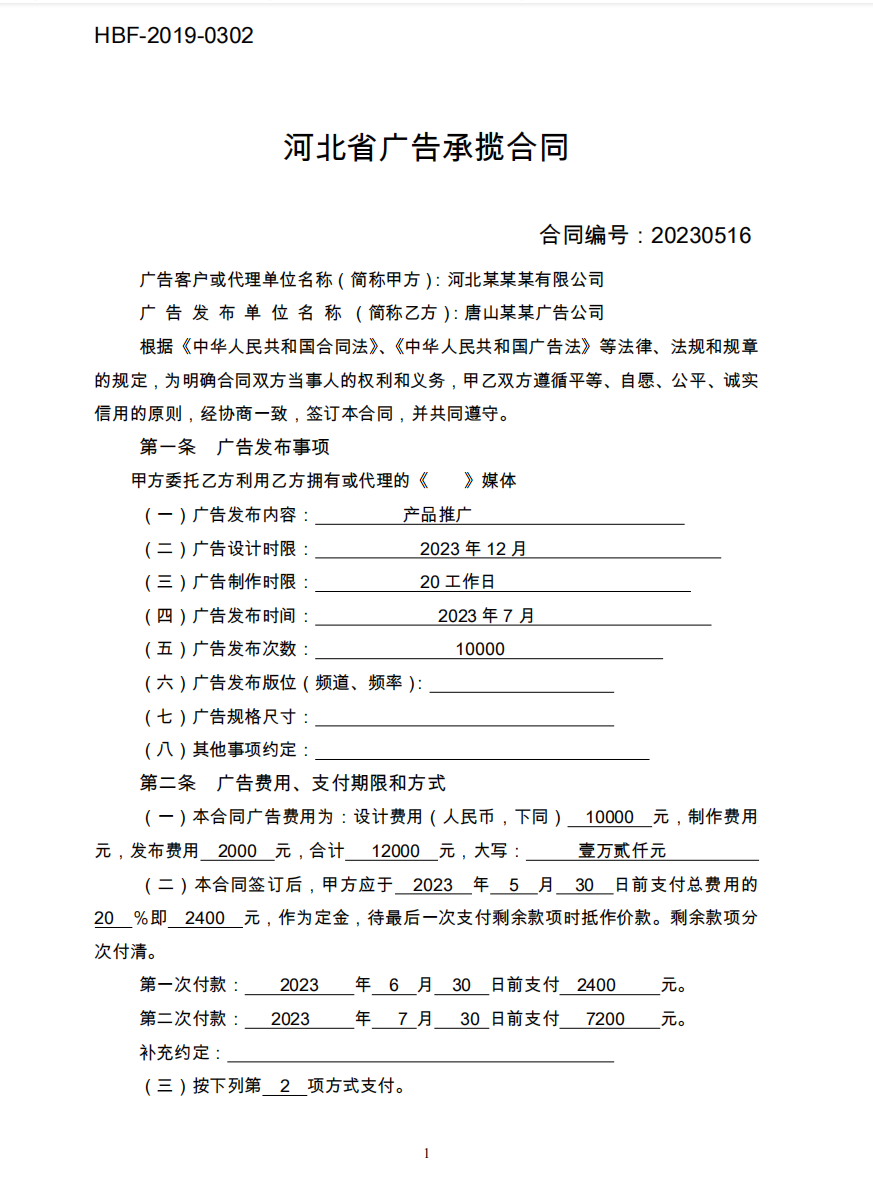 HBF-2019-0302
河北省广告承揽合同
合同编号：20230516
广告客户或代理单位名称（简称甲方）：河北某某某有限公司
广 告 发 布 单 位 名 称 （简称乙方）：唐山某某广告公司
根据《中华人民共和国合同法》、《中华人民共和国广告法》等法律、法规和规章
的规定，为明确合同双方当事人的权利和义务，甲乙双方遵循平等、自愿、公平、诚实
信用的原则，经协商一致，签订本合同，并共同遵守。
第一条 广告发布事项
甲方委托乙方利用乙方拥有或代理的《 》媒体
（一）广告发布内容：产品推广
（二）广告设计时限：2023 年 12 月
（三）广告制作时限：20 工作日
（四）广告发布时间：2023 年 7 月
（五）广告发布次数：10000
（六）广告发布版位（频道、频率）：
（七）广告规格尺寸：
（八）其他事项约定：
第二条 广告费用、支付期限和方式
（一）本合同广告费用为：设计费用（人民币，下同） 10000 元，制作费用
元，发布费用 2000 元，合计 12000 元，大写： 壹万贰仟元
（二）本合同签订后，甲方应于 2023 年 5 月 30 日前支付总费用的
20 %即 2400 元，作为定金，待最后一次支付剩余款项时抵作价款。剩余款项分
次付清。
第一次付款： 2023 年 6 月 30 日前支付 2400 元。
第二次付款： 2023 年 7 月 30 日前支付 7200 元。
补充约定：
（三）按下列第 2 项方式支付。
1